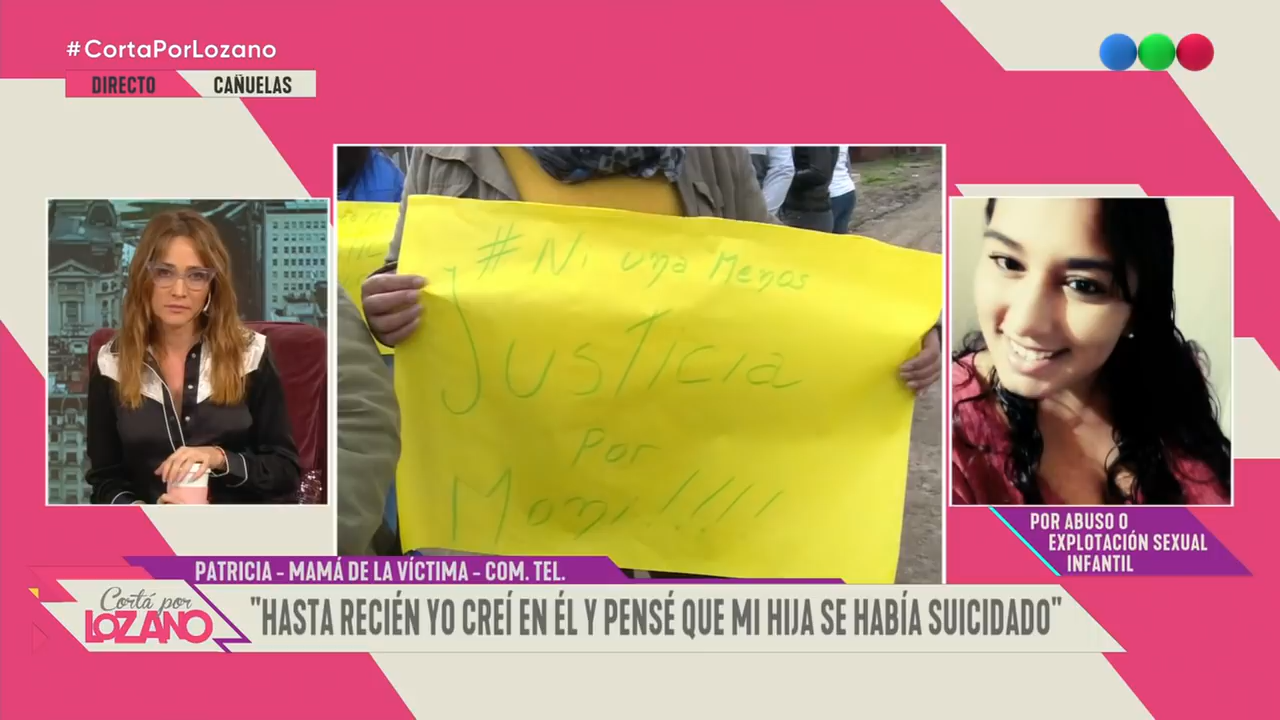 #CortaPorLozano
DIRECTO
CAÑUELAS
# Ni una Menos
Justicia
Por
Moni!!!!
POR ABUSO O
EXPLOTACIÓN SEXUAL
INFANTIL
PATRICIA - MAMÁ DE LA VÍCTIMA - COM. TEL.
Cortá por
LOZANO
"HASTA RECIÉN YO CREÍ EN ÉL Y PENSÉ QUE MI HIJA SE HABÍA SUICIDADO"